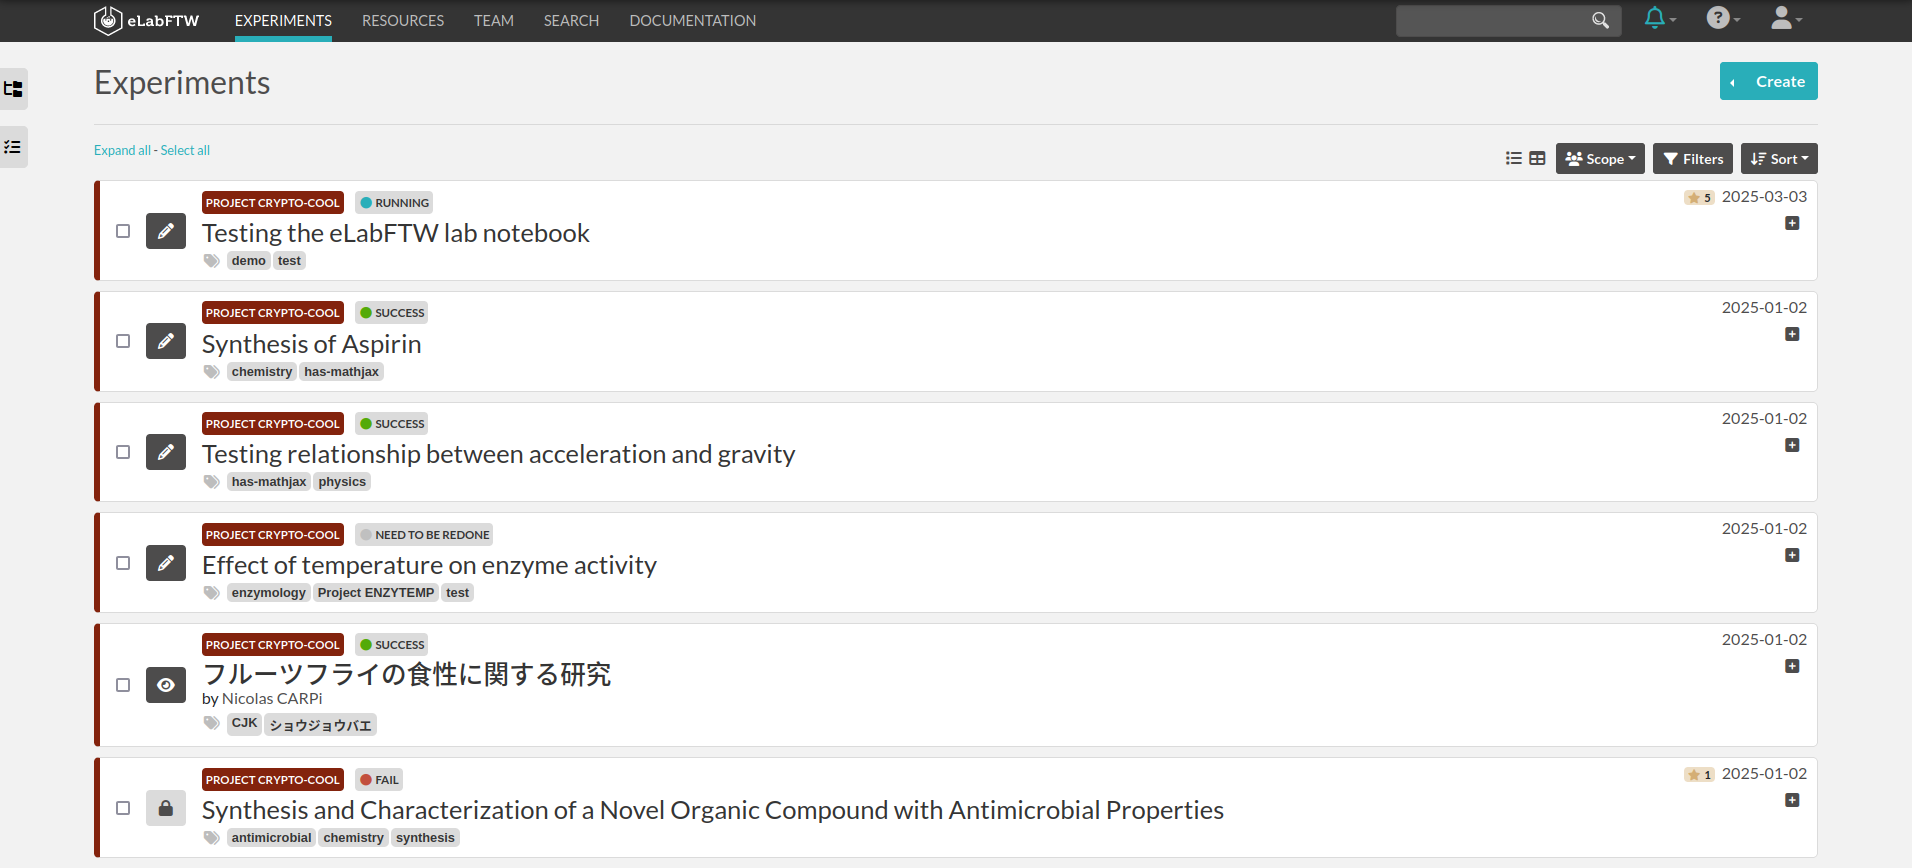 eLabFTW EXPERIMENTS RESOURCES TEAM SEARCH DOCUMENTATION
Experiments
Create
Expand all - Select all
Scope Filters Sort
PROJECT CRYPTO-COOL RUNNING 5 2025-03-03
Testing the eLabFTW lab notebook
demo test
PROJECT CRYPTO-COOL SUCCESS 2025-01-02
Synthesis of Aspirin
chemistry has-mathjax
PROJECT CRYPTO-COOL SUCCESS 2025-01-02
Testing relationship between acceleration and gravity
has-mathjax physics
PROJECT CRYPTO-COOL NEED TO BE REDONE 2025-01-02
Effect of temperature on enzyme activity
enzymology Project ENZYTEMP test
PROJECT CRYPTO-COOL SUCCESS 2025-01-02
フルーツフライの食性に関する研究
by Nicolas CARPi
CJK ショウジョウバエ
PROJECT CRYPTO-COOL FAIL 1 2025-01-02
Synthesis and Characterization of a Novel Organic Compound with Antimicrobial Properties
antimicrobial chemistry synthesis